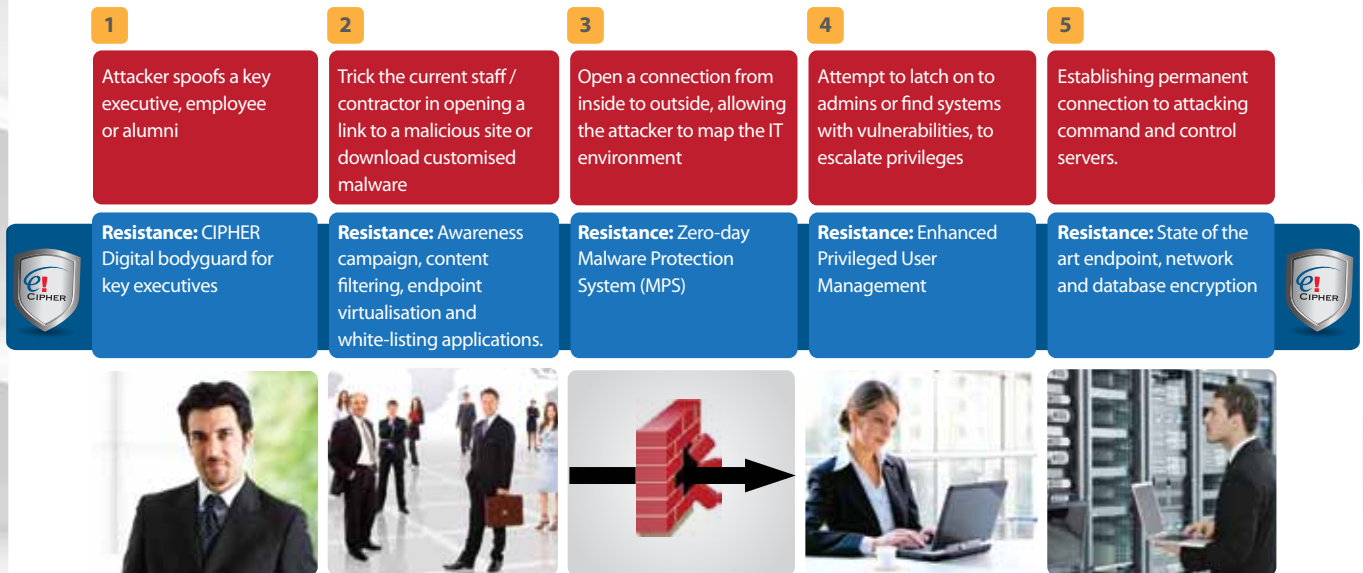 1
Attacker spoofs a key
executive, employee
or alumni
2
Trick the current staff /
contractor in opening a
link to a malicious site or
download customised
malware
3
Open a connection from
inside to outside, allowing
the attacker to map the IT
environment
4
Attempt to latch on to
admins or find systems
with vulnerabilities, to
escalate privileges
5
Establishing permanent
connection to attacking
command and control
servers.
e!
CIPHER
Resistance: CIPHER
Digital bodyguard for
key executives
Resistance: Awareness
campaign, content
filtering, endpoint
virtualisation and
white-listing applications.
Resistance: Zero-day
Malware Protection
System (MPS)
Resistance: Enhanced
Privileged User
Management
Resistance: State of the
art endpoint, network
and database encryption
e!
CIPHER